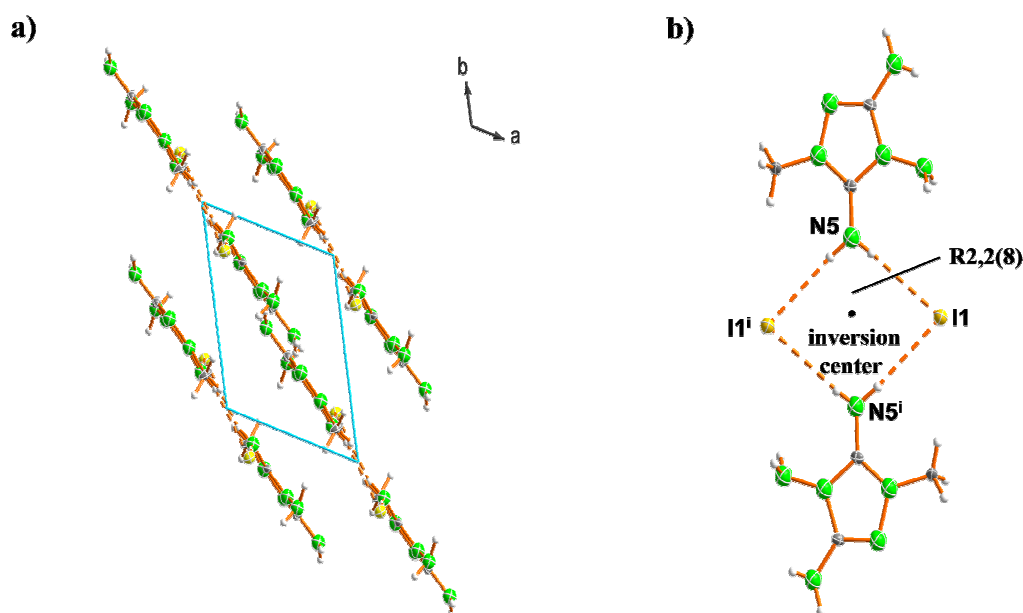 a)
b
a
b)
N5
R2,2(8)
I1ⁱ
I1
inversion
center
N5ⁱ